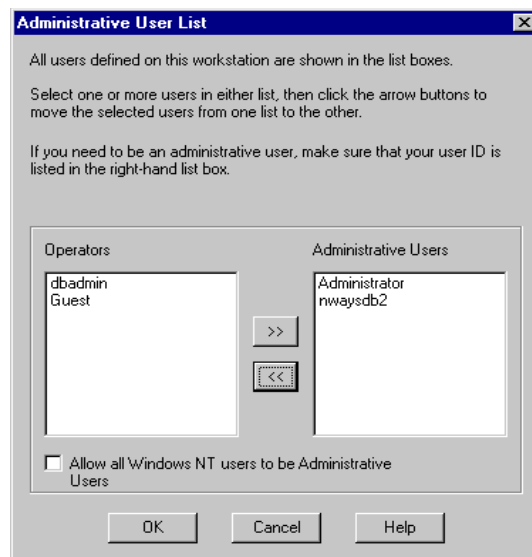 Administrative User List
All users defined on this workstation are shown in the list boxes.
Select one or more users in either list, then click the arrow buttons to
move the selected users from one list to the other.
If you need to be an administrative user, make sure that your user ID is
listed in the right-hand list box.
Operators
Administrative Users
dbadmin
Guest
Administrator
nwaysdb2
>>
<<
Allow all Windows NT users to be Administrative
Users
OK
Cancel
Help